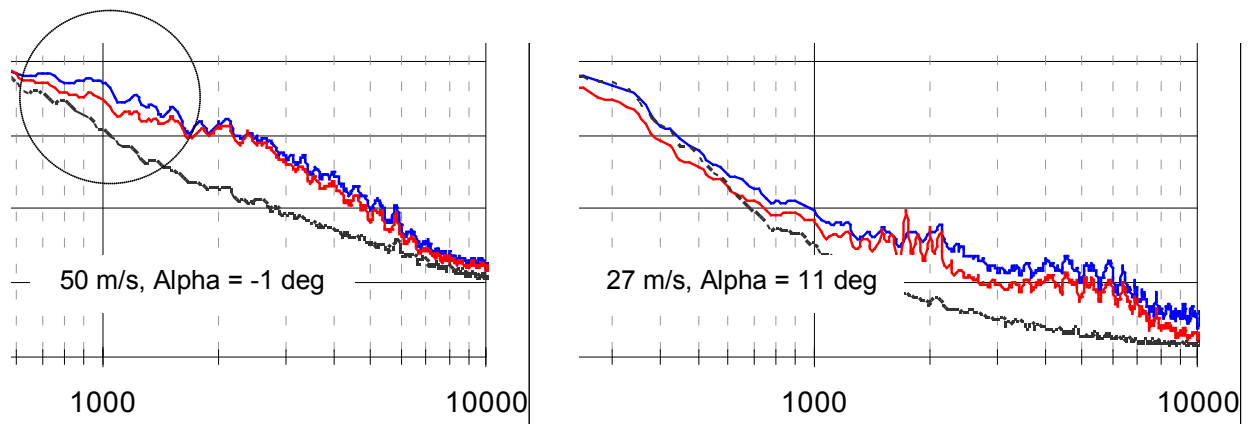 50 m/s, Alpha = -1 deg
1000 10000
27 m/s, Alpha = 11 deg
1000 10000